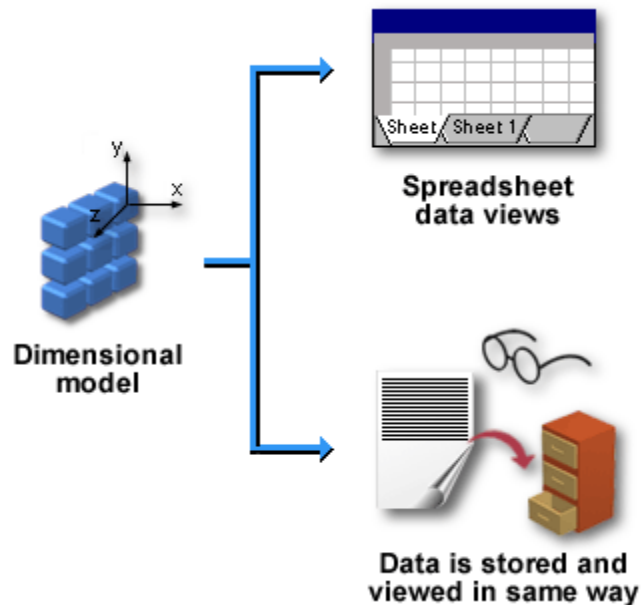 Sheet
Sheet 1
Spreadsheet
data views
y
x
z
Dimensional
model
Data is stored and
viewed in same way